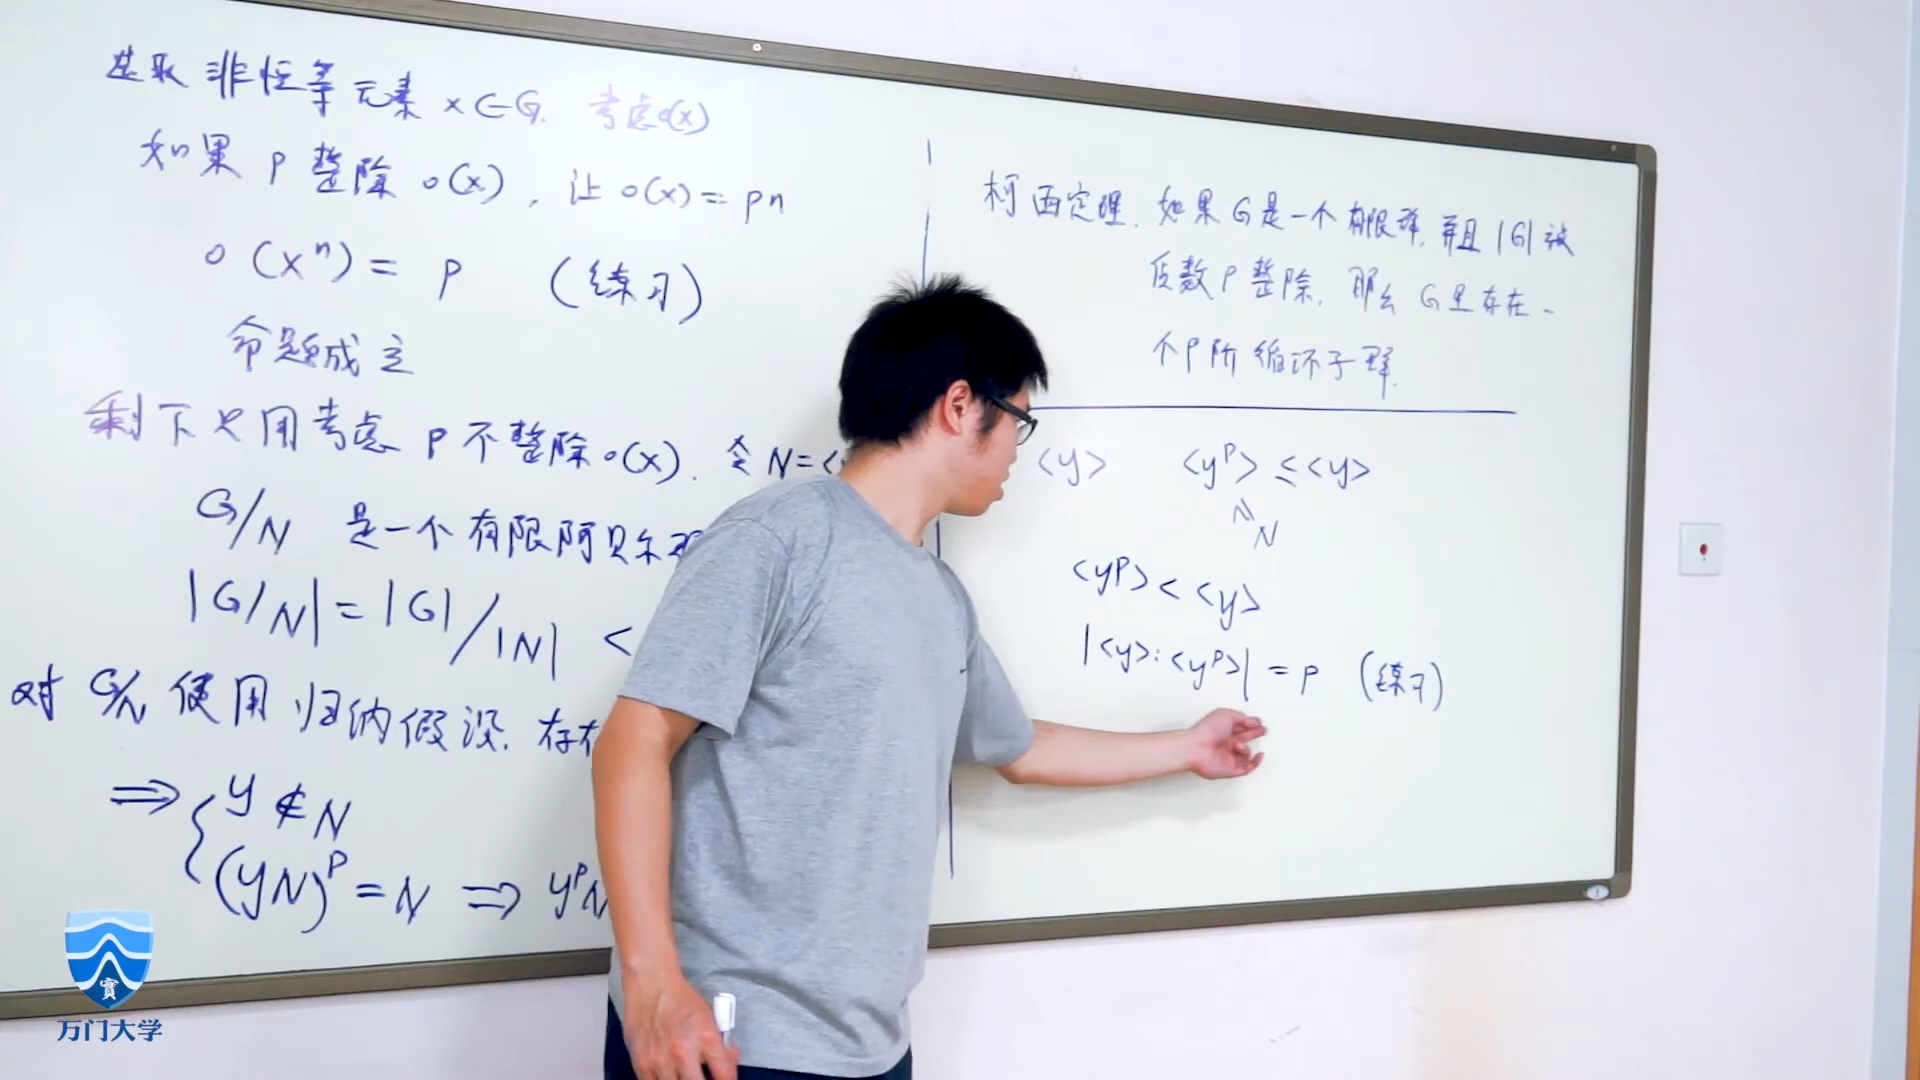 选取 非恒等元素 x∈G. 考虑o(x)
如果 p 整除 o(x), 让 o(x) = pn
o(xⁿ) = p (练习)
命题成立
剩下只用考虑 p 不整除 o(x). 令 N = <
G/N 是一个有限阿贝尔
|G/N| = |G|/|N| <
对 G/N 使用 归纳假设. 存在
⇒ { y ∉ N
(yN)ᵖ = N ⇒ yᵖN
柯西定理. 如果 G 是一个有限群, 并且 |G| 被
质数 P 整除, 那么 G 里存在一
个 P 阶 循环子群.
<y> <yᵖ> ≤ <y>
N
<yᵖ> < <y>
|<y>:<yᵖ>| = p (练习)
寳
万门大学